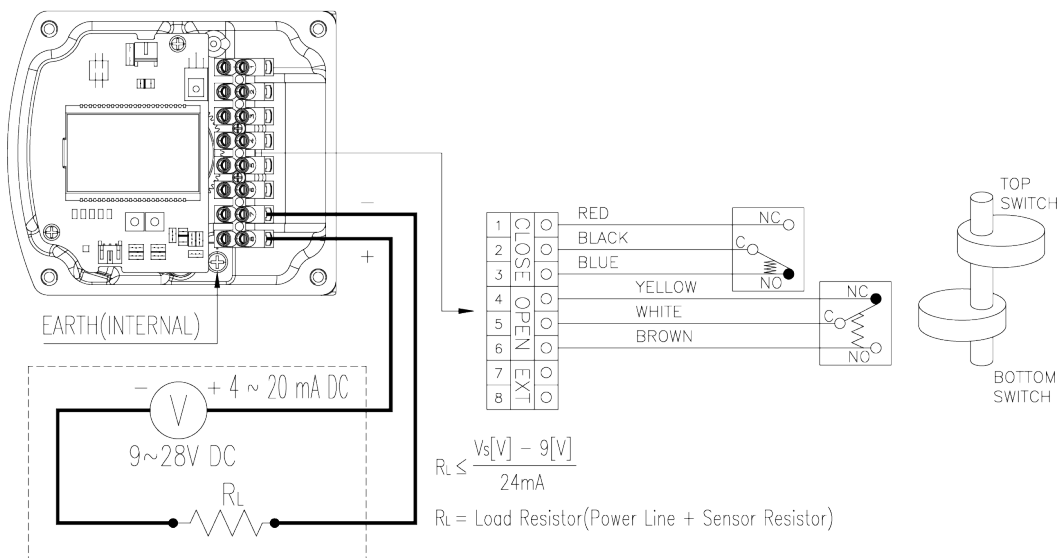 −
+
EARTH(INTERNAL)
− + 4 ~ 20 mA DC
V
9~28V DC
RL
1
2
3
4
5
6
7
8
CLOSE
OPEN
EXT
RED
BLACK
BLUE
YELLOW
WHITE
BROWN
NC
C
NO
NC
C
NO
TOP
SWITCH
BOTTOM
SWITCH
RL ≤ Vs[V] − 9[V]
24mA
RL = Load Resistor(Power Line + Sensor Resistor)